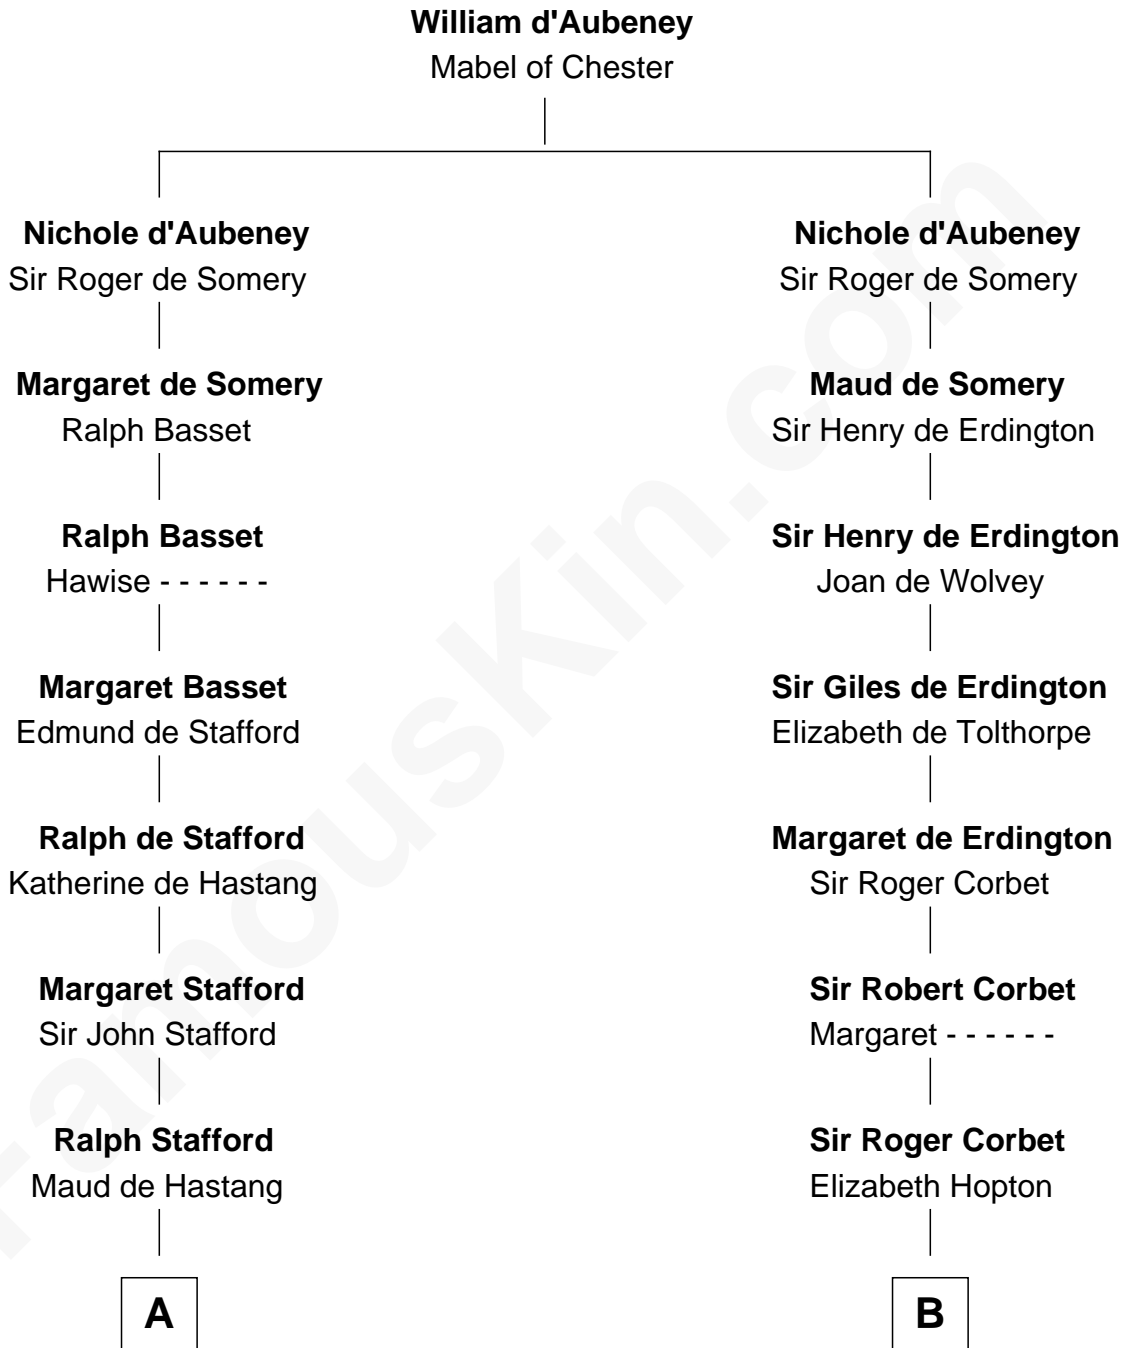 William d'Aubeney
Mabel of Chester
Nichole d'Aubeney
Sir Roger de Somery
Margaret de Somery
Ralph Basset
Ralph Basset
Hawise - - - - - -
Margaret Basset
Edmund de Stafford
Ralph de Stafford
Katherine de Hastang
Margaret Stafford
Sir John Stafford
Ralph Stafford
Maud de Hastang
A
Nichole d'Aubeney
Sir Roger de Somery
Maud de Somery
Sir Henry de Erdington
Sir Henry de Erdington
Joan de Wolvey
Sir Giles de Erdington
Elizabeth de Tolthorpe
Margaret de Erdington
Sir Roger Corbet
Sir Robert Corbet
Margaret - - - - - -
Sir Roger Corbet
Elizabeth Hopton
B
FamousKin.com